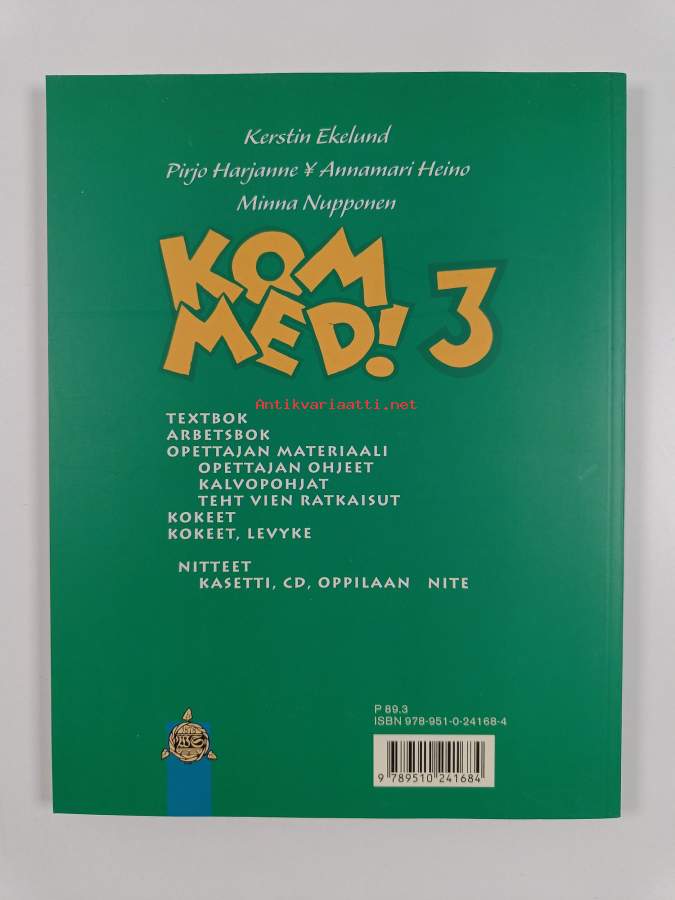 Kerstin Ekelund
Pirjo Harjanne ¥ Annamari Heino
Minna Nupponen
KOM
MED! 3
Antikvariaatti.net
TEXTBOK
ARBETSBOK
OPETTAJAN MATERIAALI
OPETTAJAN OHJEET
KALVOPOHJAT
TEHT VIEN RATKAISUT
KOKEET
KOKEET, LEVYKE
NITTEET
KASETTI, CD, OPPILAAN NITE
P 89.3
ISBN 978-951-0-24168-4
WS
9 789510 241684